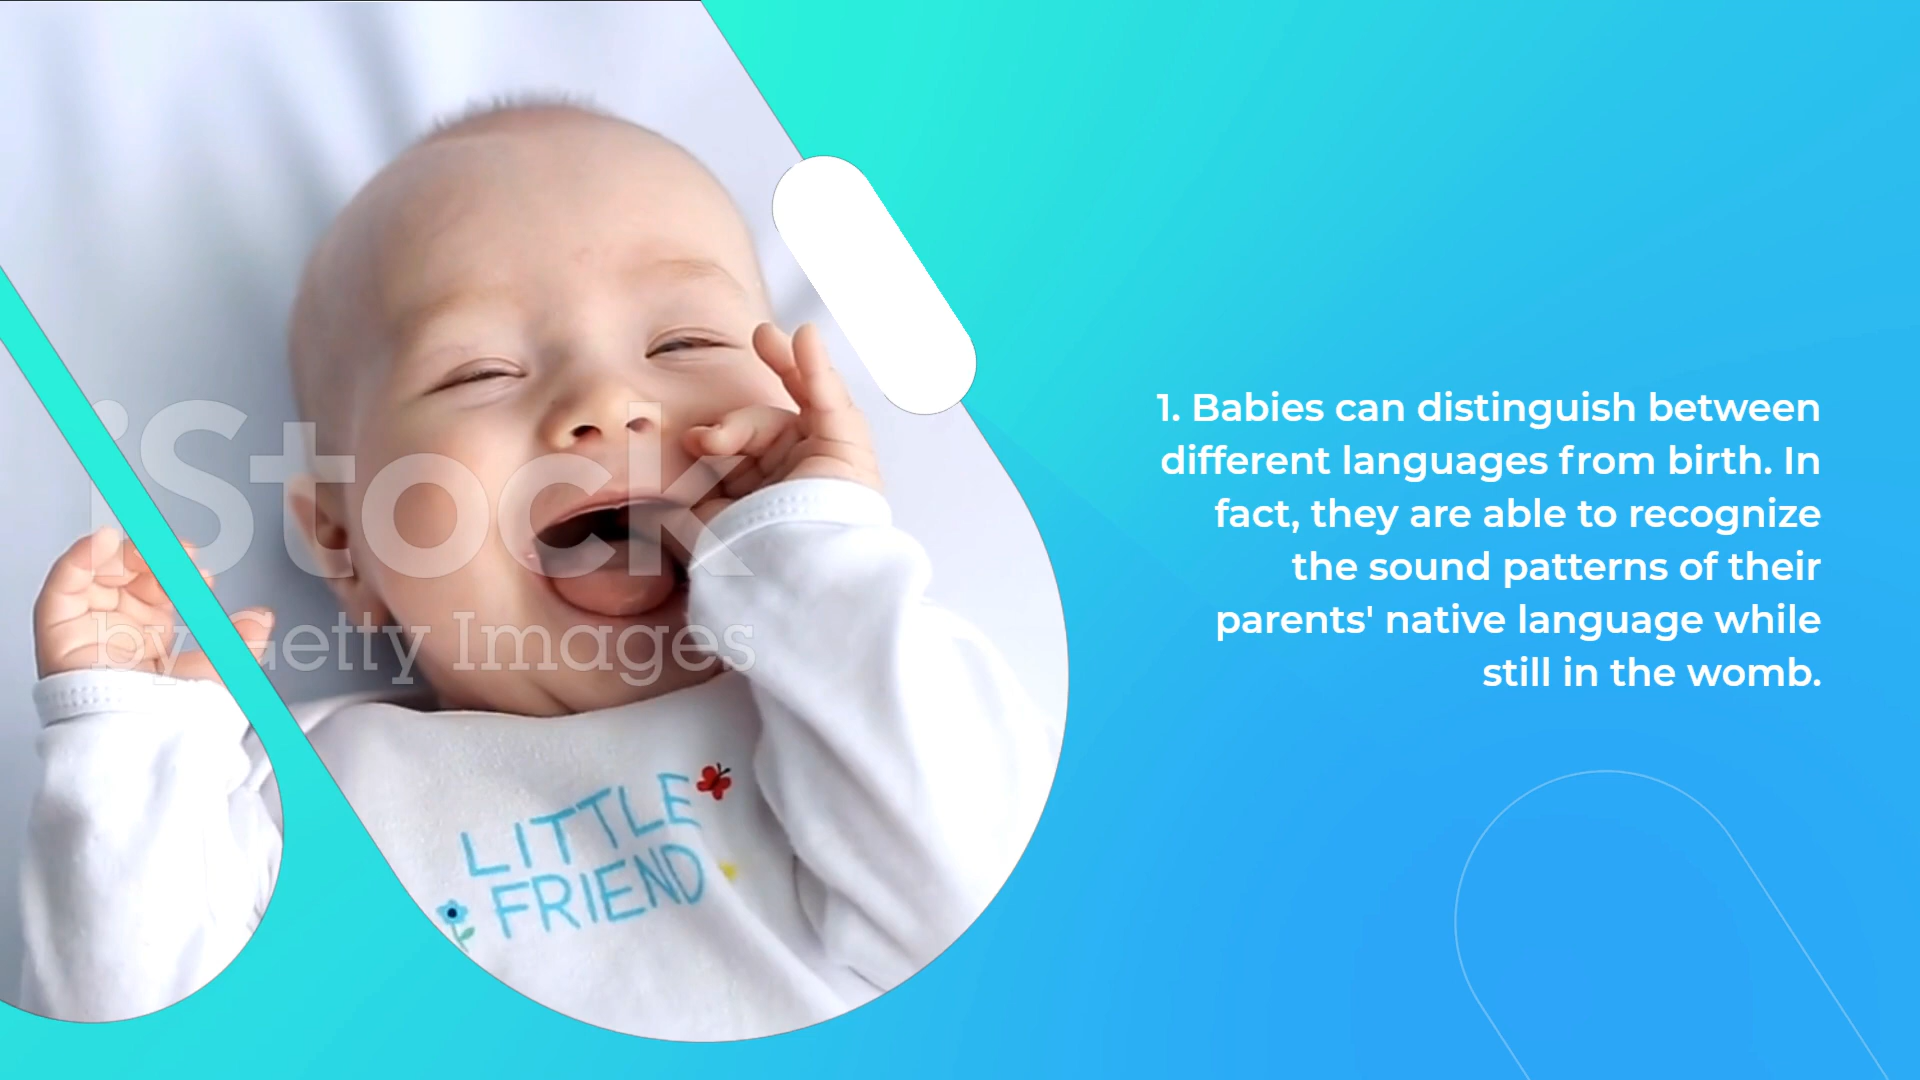 iStock
by Getty Images
LITTLE
FRIEND
1. Babies can distinguish between
different languages from birth. In
fact, they are able to recognize
the sound patterns of their
parents' native language while
still in the womb.